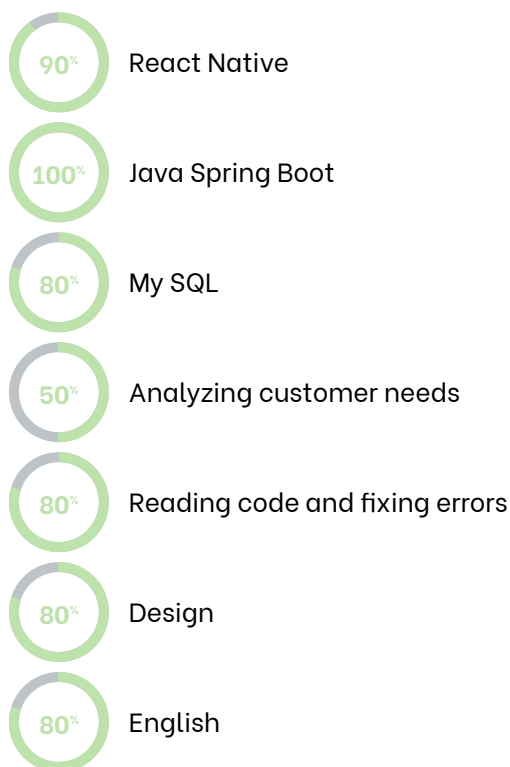 90% React Native
100% Java Spring Boot
80% My SQL
50% Analyzing customer needs
80% Reading code and fixing errors
80% Design
80% English